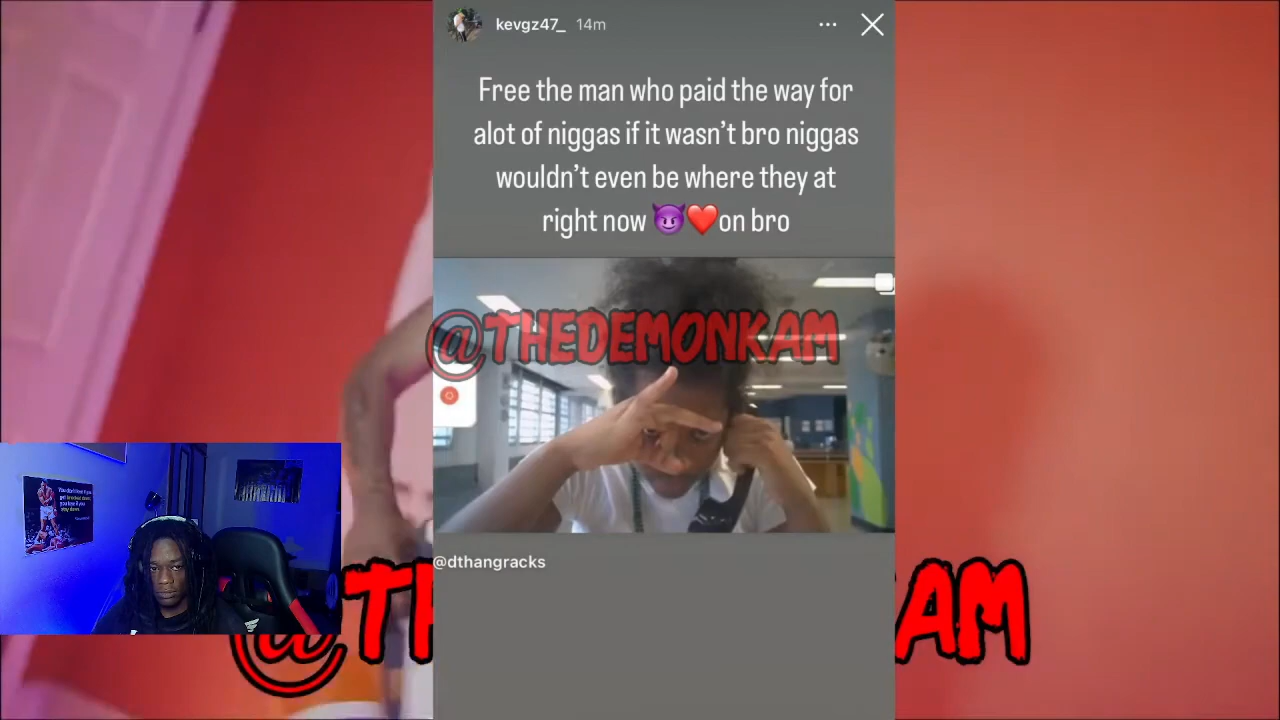 kevgz47_ 14m
Free the man who paid the way for
alot of niggas if it wasn't bro niggas
wouldn't even be where they at
right now 😈❤️on bro
@THEDEMONKAM
@dthangracks
@T
AM